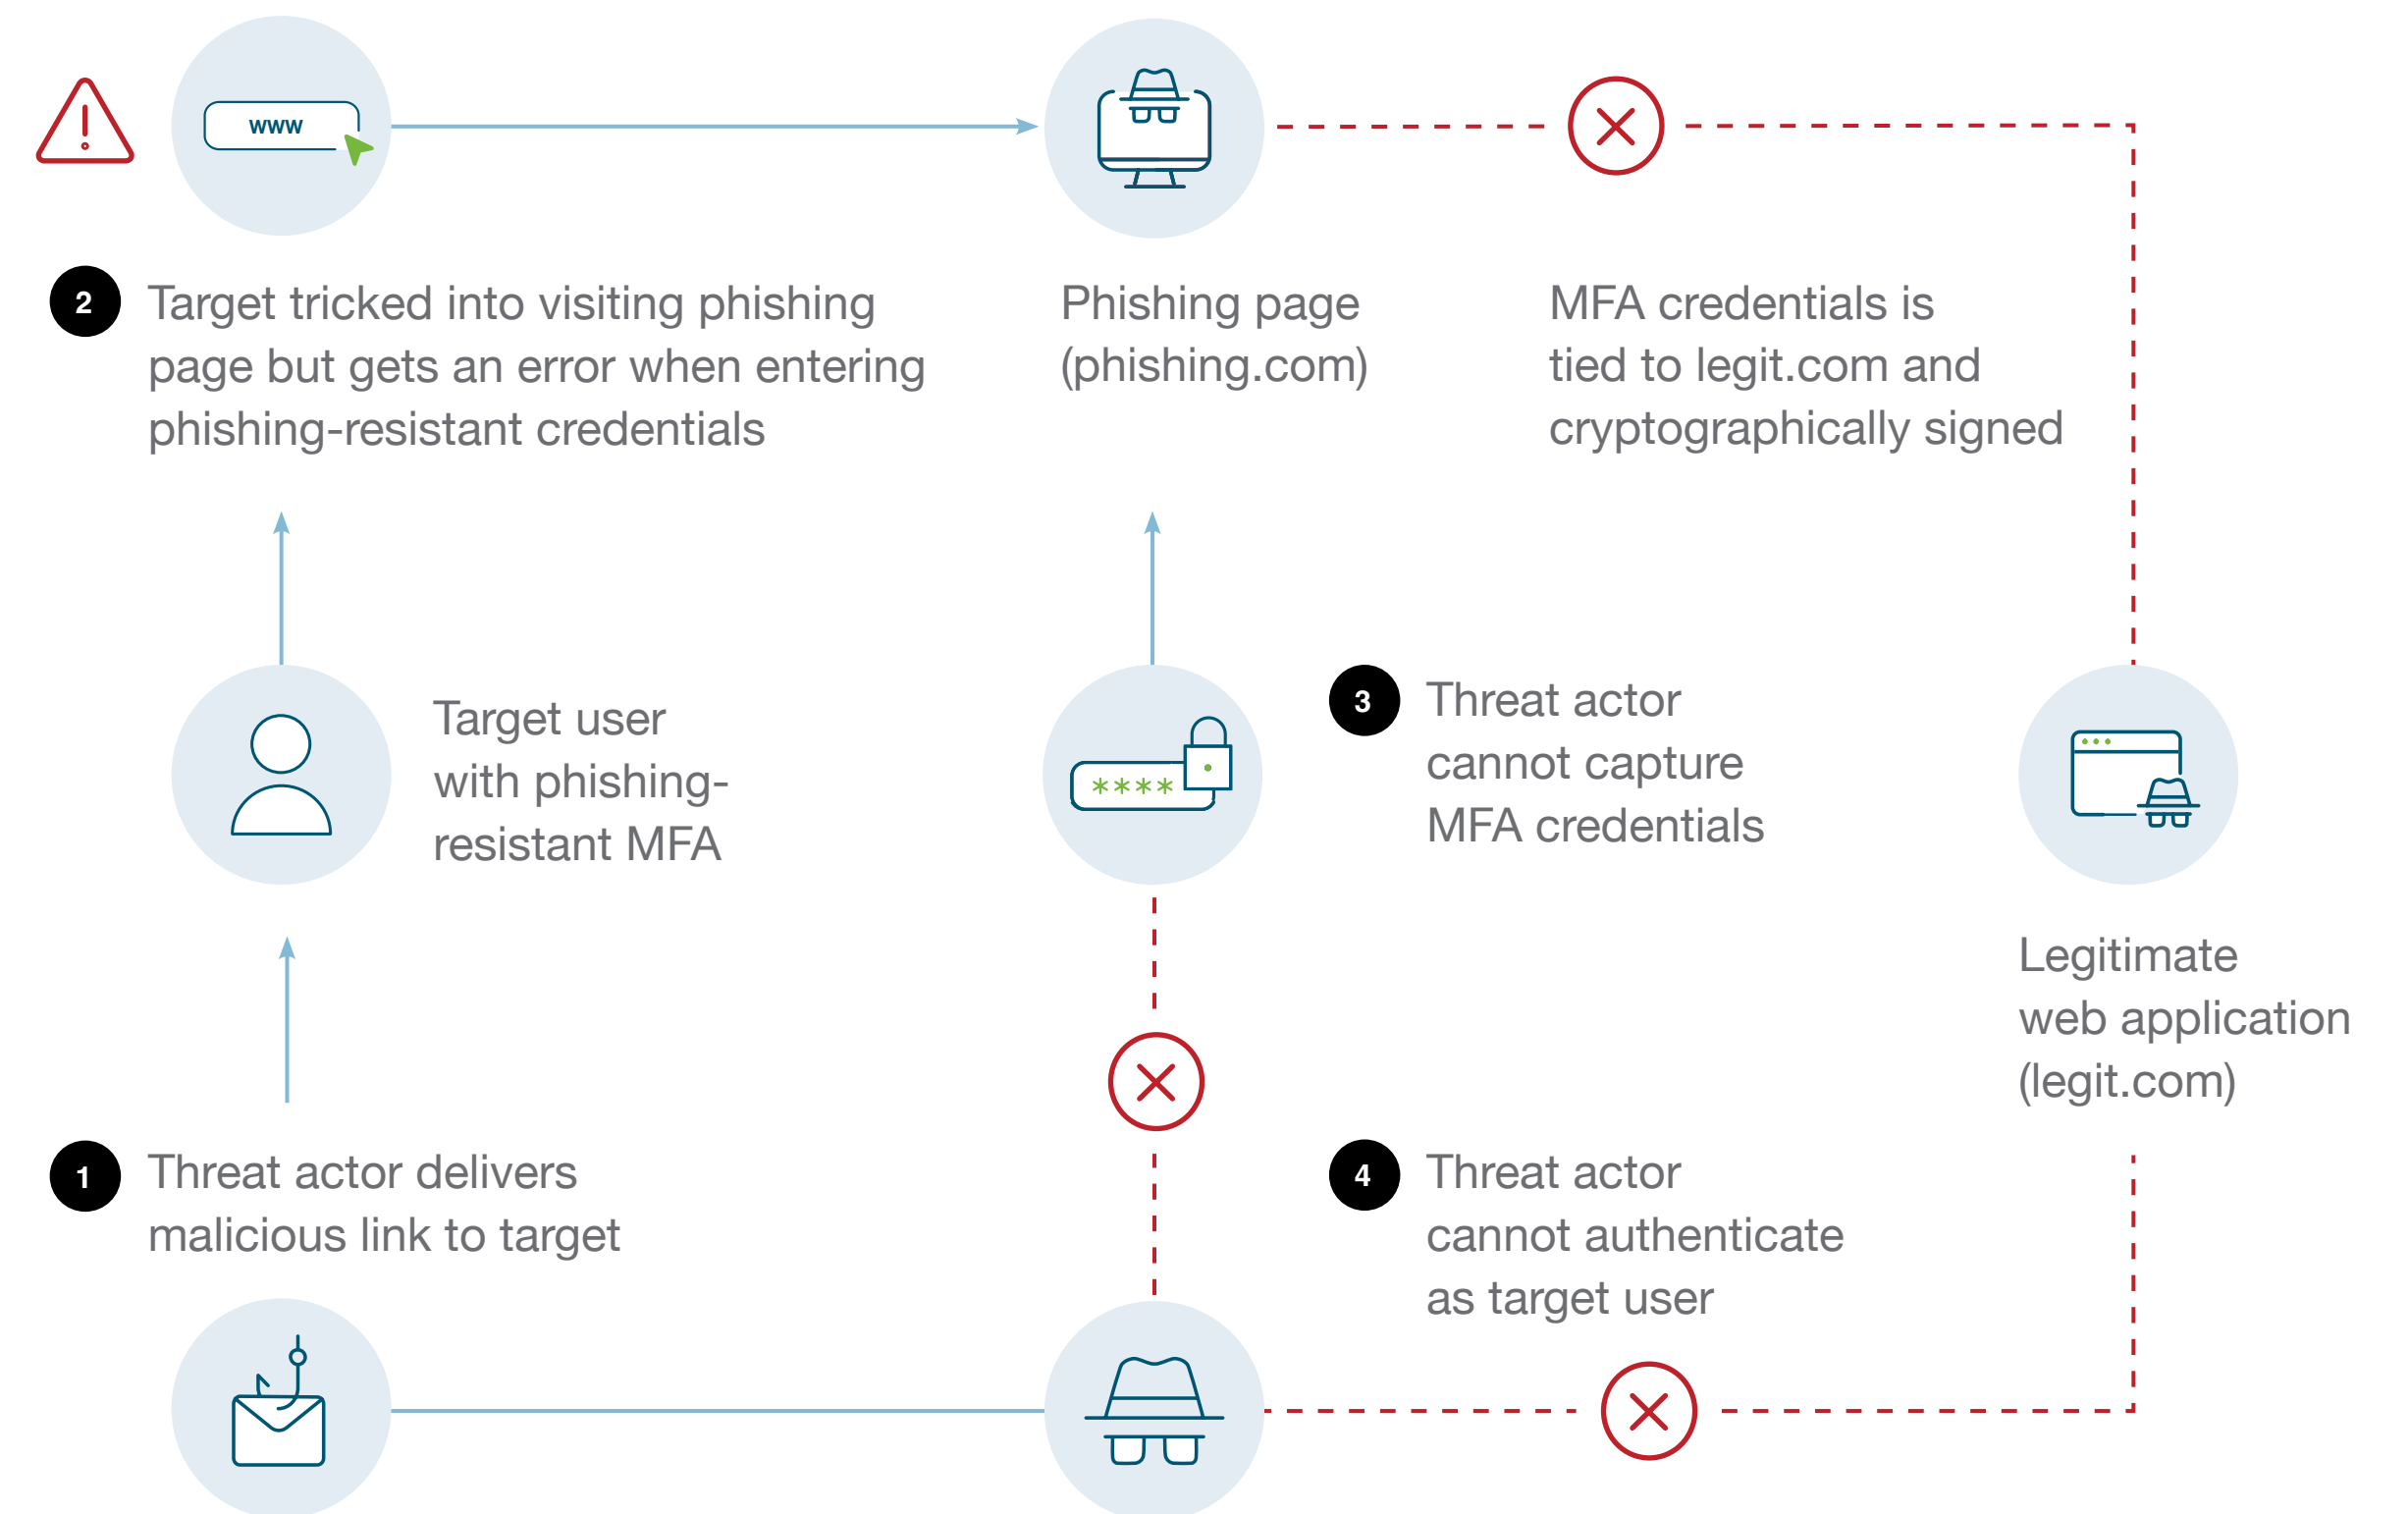 www
2
Target tricked into visiting phishing
page but gets an error when entering
phishing-resistant credentials
Phishing page
(phishing.com)
MFA credentials is
tied to legit.com and
cryptographically signed
Target user
with phishing-
resistant MFA
****
3
Threat actor
cannot capture
MFA credentials
Legitimate
web application
(legit.com)
1
Threat actor delivers
malicious link to target
4
Threat actor
cannot authenticate
as target user